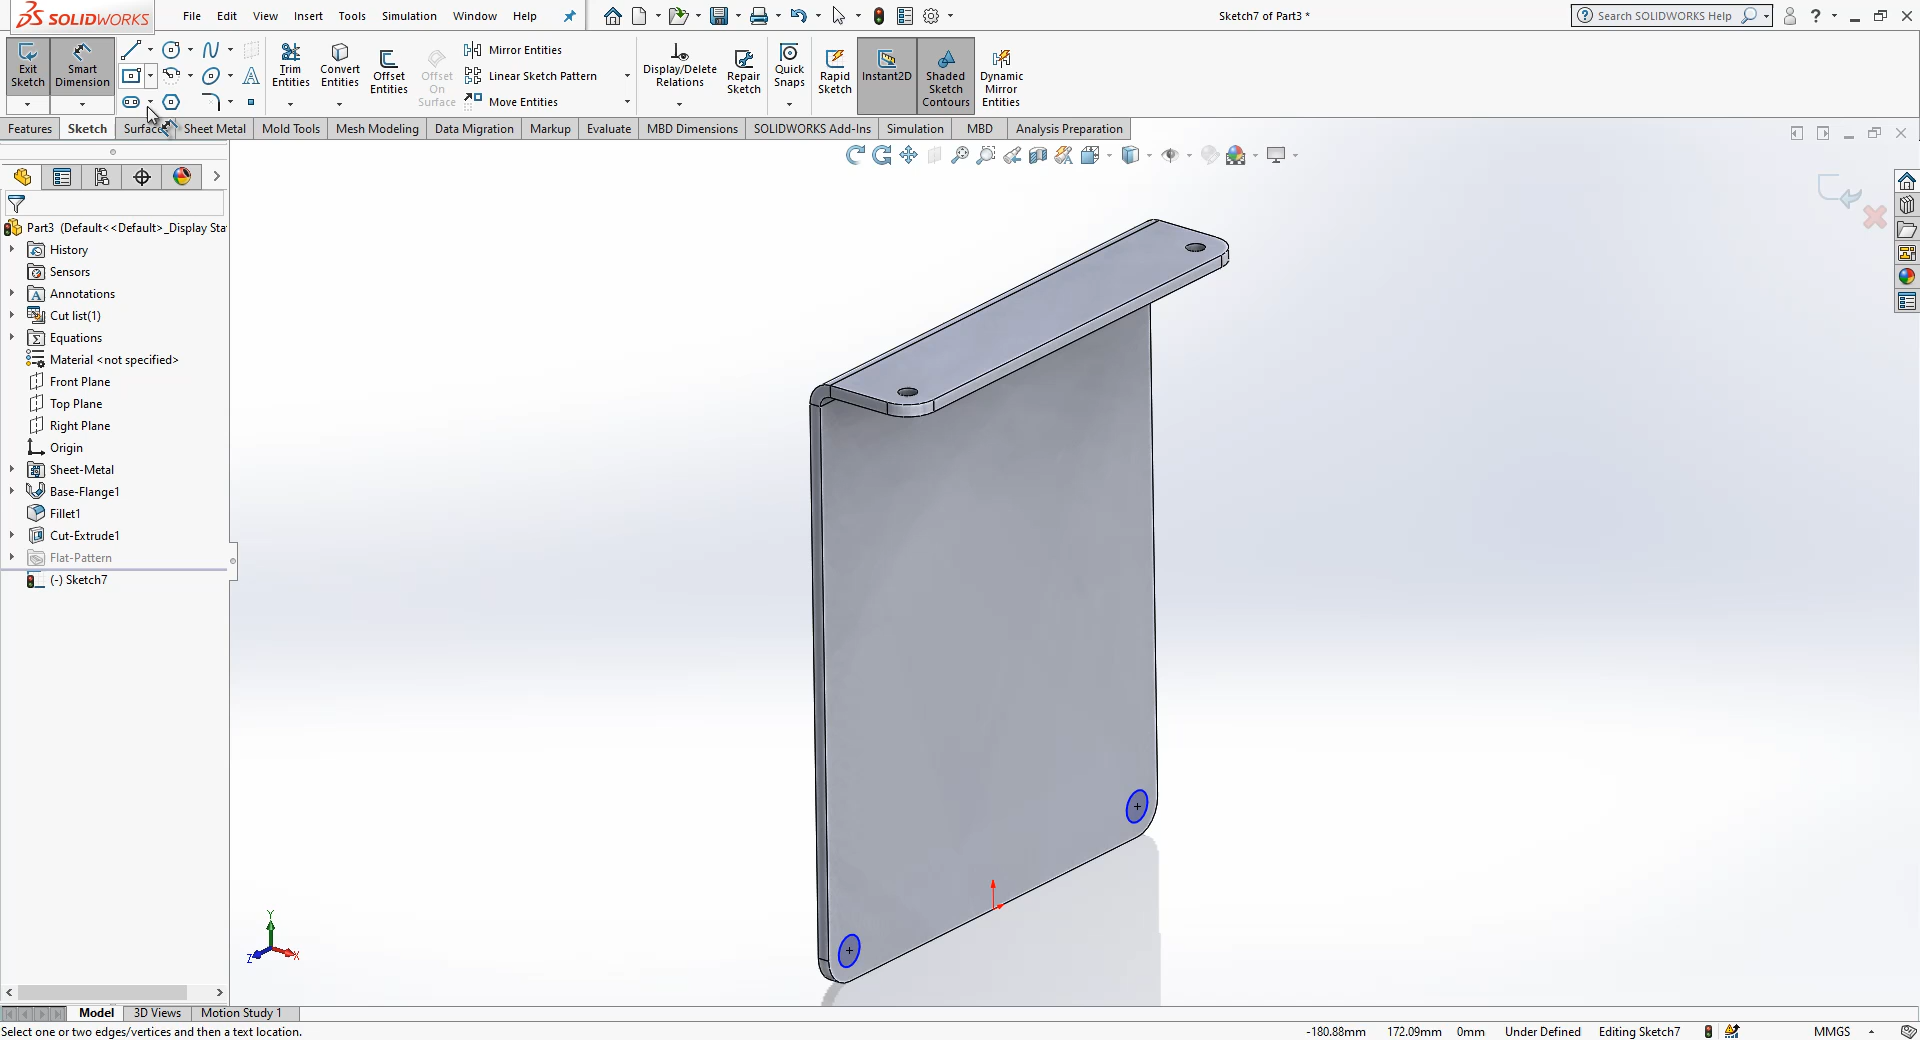 SOLIDWORKS
File Edit View Insert Tools Simulation Window Help
Sketch7 of Part3 *
Search SOLIDWORKS Help
Exit Sketch
Smart Dimension
Trim Entities
Convert Entities
Offset Entities
Offset On Surface
Mirror Entities
Linear Sketch Pattern
Move Entities
Display/Delete Relations
Repair Sketch
Quick Snaps
Rapid Sketch
Instant2D
Shaded Sketch Contours
Dynamic Mirror Entities
Features Sketch Surfaces Sheet Metal Mold Tools Mesh Modeling Data Migration Markup Evaluate MBD Dimensions SOLIDWORKS Add-Ins Simulation MBD Analysis Preparation
Part3 (Default<<Default>_Display Sta
History
Sensors
Annotations
Cut list(1)
Equations
Material <not specified>
Front Plane
Top Plane
Right Plane
Origin
Sheet-Metal
Base-Flange1
Fillet1
Cut-Extrude1
Flat-Pattern
(-) Sketch7
Y
Z
X
Model 3D Views Motion Study 1
Select one or two edges/vertices and then a text location.
-180.88mm 172.09mm 0mm Under Defined Editing Sketch7 MMGS